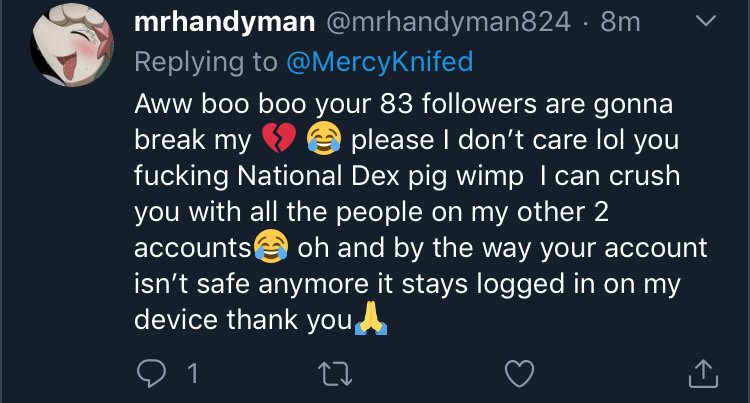 mrhandyman @mrhandyman824 · 8m
Replying to @MercyKnifed
Aww boo boo your 83 followers are gonna
break my 💔 😂 please I don’t care lol you
fucking National Dex pig wimp  I can crush
you with all the people on my other 2
accounts😂 oh and by the way your account
isn’t safe anymore it stays logged in on my
device thank you🙏
1